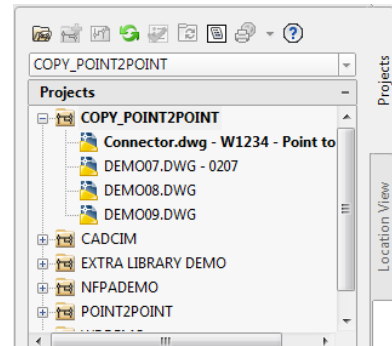 COPY_POINT2POINT
Projects
COPY_POINT2POINT
Connector.dwg - W1234 - Point to
DEMO07.DWG - 0207
DEMO08.DWG
DEMO09.DWG
CADCIM
EXTRA LIBRARY DEMO
NFPADEMO
POINT2POINT
Projects
Location View